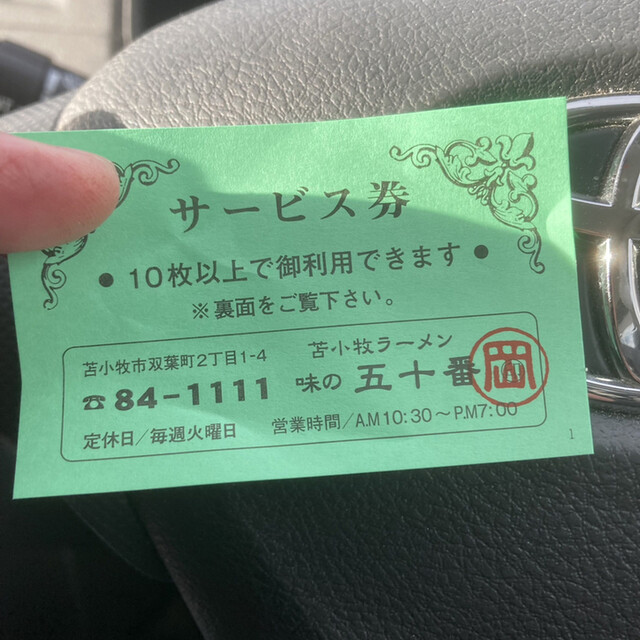 サービス券
● 10枚以上で御利用できます ●
※裏面をご覧下さい。
苫小牧市双葉町2丁目1-4
☎84-1111
定休日/毎週火曜日
苫小牧ラーメン
味の 五十番
岡
営業時間/A.M10:30～P.M7:00
1